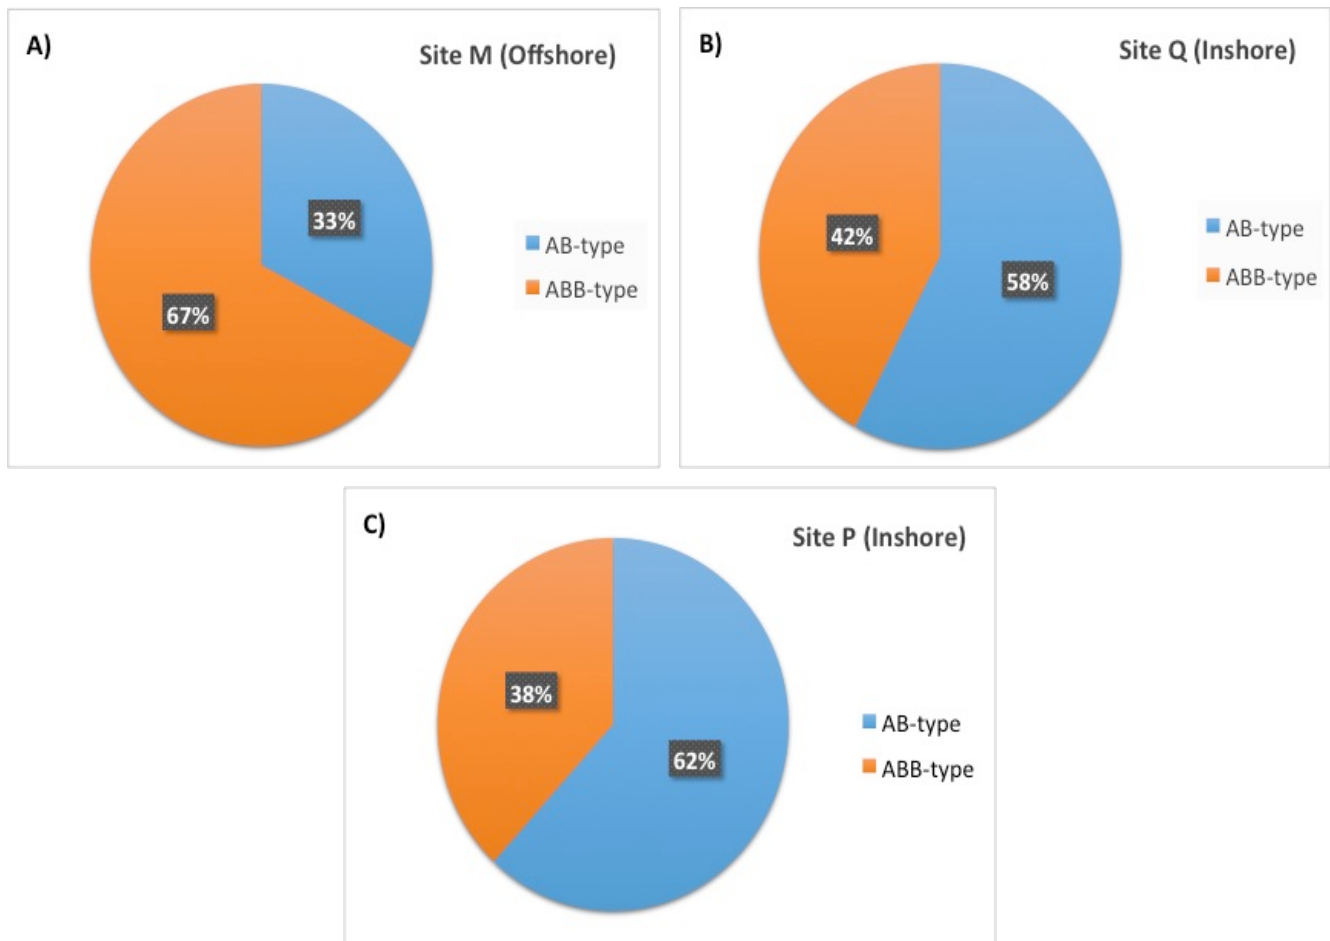 A)
Site M (Offshore)
33%
67%
AB-type
ABB-type
B)
Site Q (Inshore)
42%
58%
AB-type
ABB-type
C)
Site P (Inshore)
38%
62%
AB-type
ABB-type